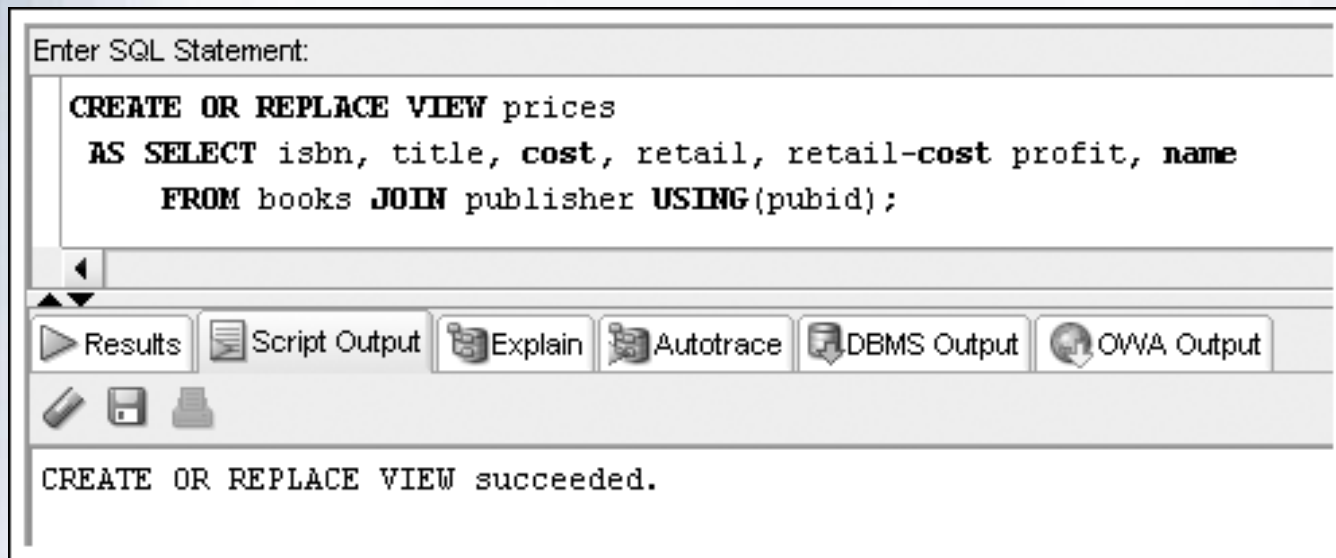 Enter SQL Statement:
CREATE OR REPLACE VIEW prices
AS SELECT isbn, title, cost, retail, retail-cost profit, name
FROM books JOIN publisher USING(pubid);
Results Script Output Explain Autotrace DBMS Output OWA Output
CREATE OR REPLACE VIEW succeeded.